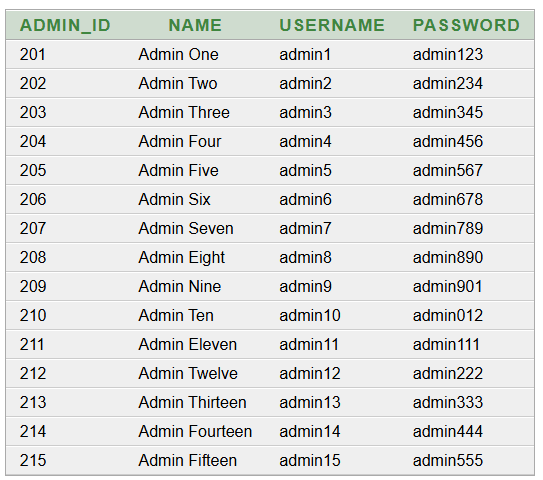 ADMIN_ID NAME USERNAME PASSWORD
201 Admin One admin1 admin123
202 Admin Two admin2 admin234
203 Admin Three admin3 admin345
204 Admin Four admin4 admin456
205 Admin Five admin5 admin567
206 Admin Six admin6 admin678
207 Admin Seven admin7 admin789
208 Admin Eight admin8 admin890
209 Admin Nine admin9 admin901
210 Admin Ten admin10 admin012
211 Admin Eleven admin11 admin111
212 Admin Twelve admin12 admin222
213 Admin Thirteen admin13 admin333
214 Admin Fourteen admin14 admin444
215 Admin Fifteen admin15 admin555